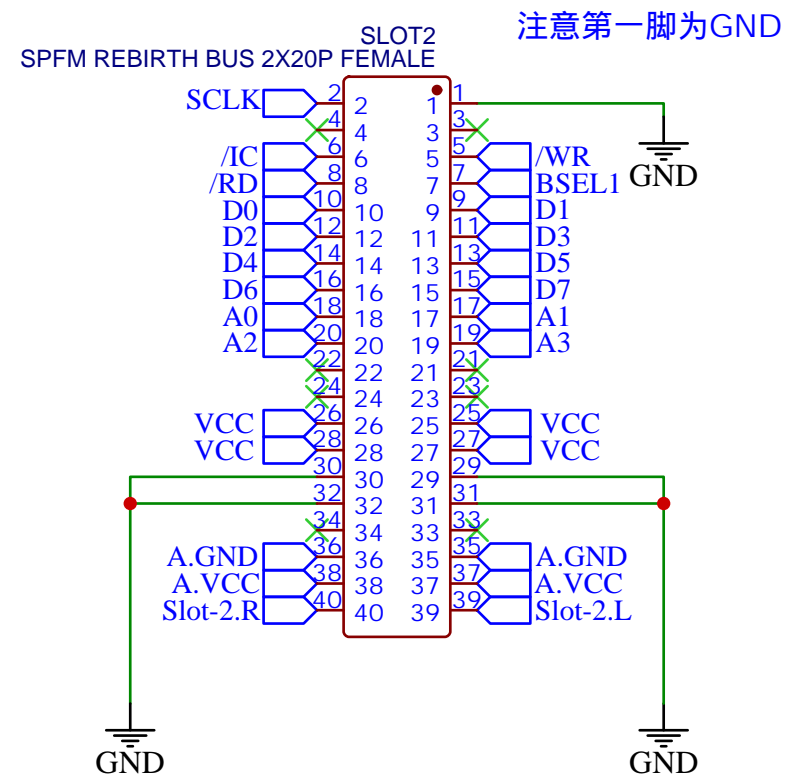 注意第一脚为GND
SLOT2
SPFM REBIRTH BUS 2X20P FEMALE
SCLK 2 2 1 1
4 4 3 3
/IC 6 6 5 5 /WR
/RD 8 8 7 7 BSEL1
GND
D0 10 10 9 9 D1
D2 12 12 11 11 D3
D4 14 14 13 13 D5
D6 16 16 15 15 D7
A0 18 18 17 17 A1
A2 20 20 19 19 A3
22 22 21 21
24 24 23 23
VCC 26 26 25 25 VCC
VCC 28 28 27 27 VCC
30 30 29 29
32 32 31 31
34 34 33 33
A.GND 36 36 35 35 A.GND
A.VCC 38 38 37 37 A.VCC
Slot-2.R 40 40 39 39 Slot-2.L
GND GND